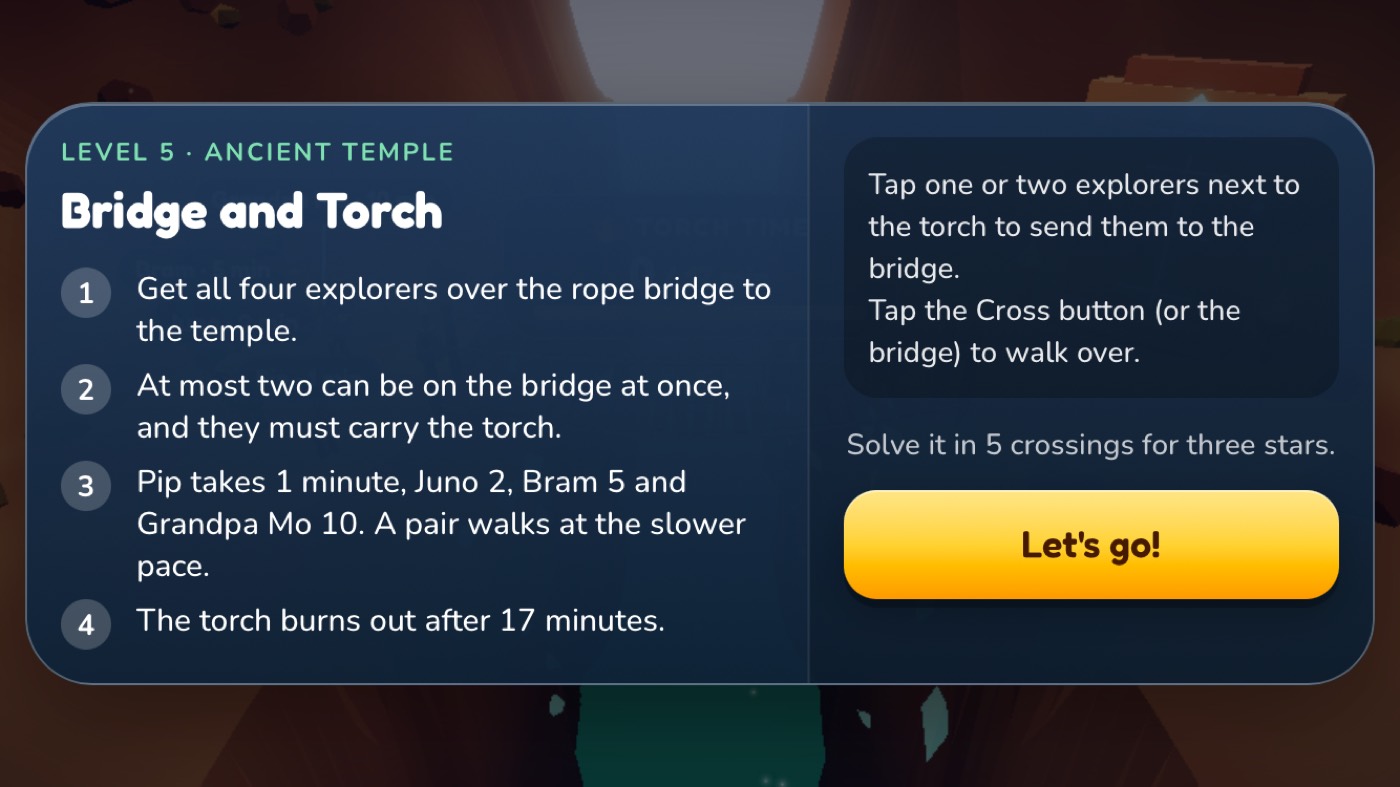 LEVEL 5 · ANCIENT TEMPLE
Bridge and Torch
1 Get all four explorers over the rope bridge to
the temple.
2 At most two can be on the bridge at once,
and they must carry the torch.
3 Pip takes 1 minute, Juno 2, Bram 5 and
Grandpa Mo 10. A pair walks at the slower
pace.
4 The torch burns out after 17 minutes.
Tap one or two explorers next to
the torch to send them to the
bridge.
Tap the Cross button (or the
bridge) to walk over.
Solve it in 5 crossings for three stars.
Let's go!